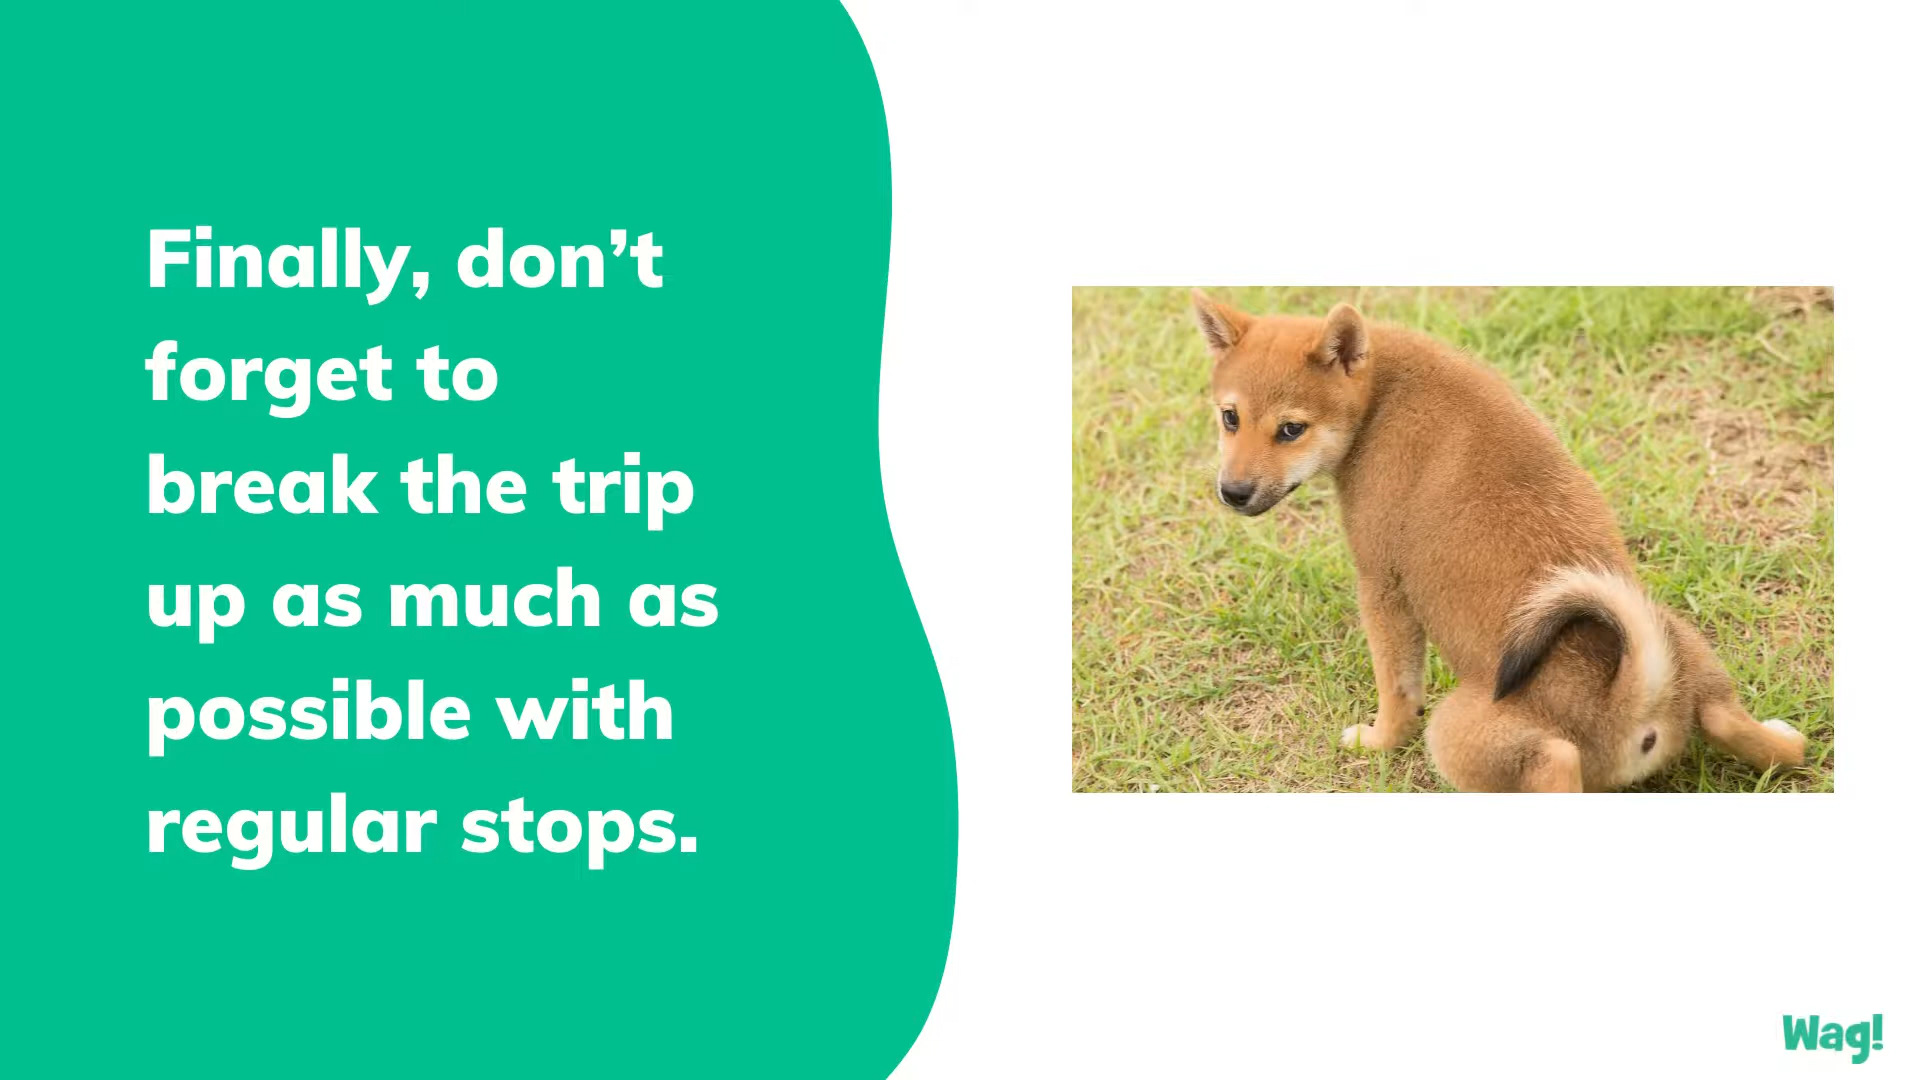 Finally, don’t
forget to
break the trip
up as much as
possible with
regular stops.
Wag!